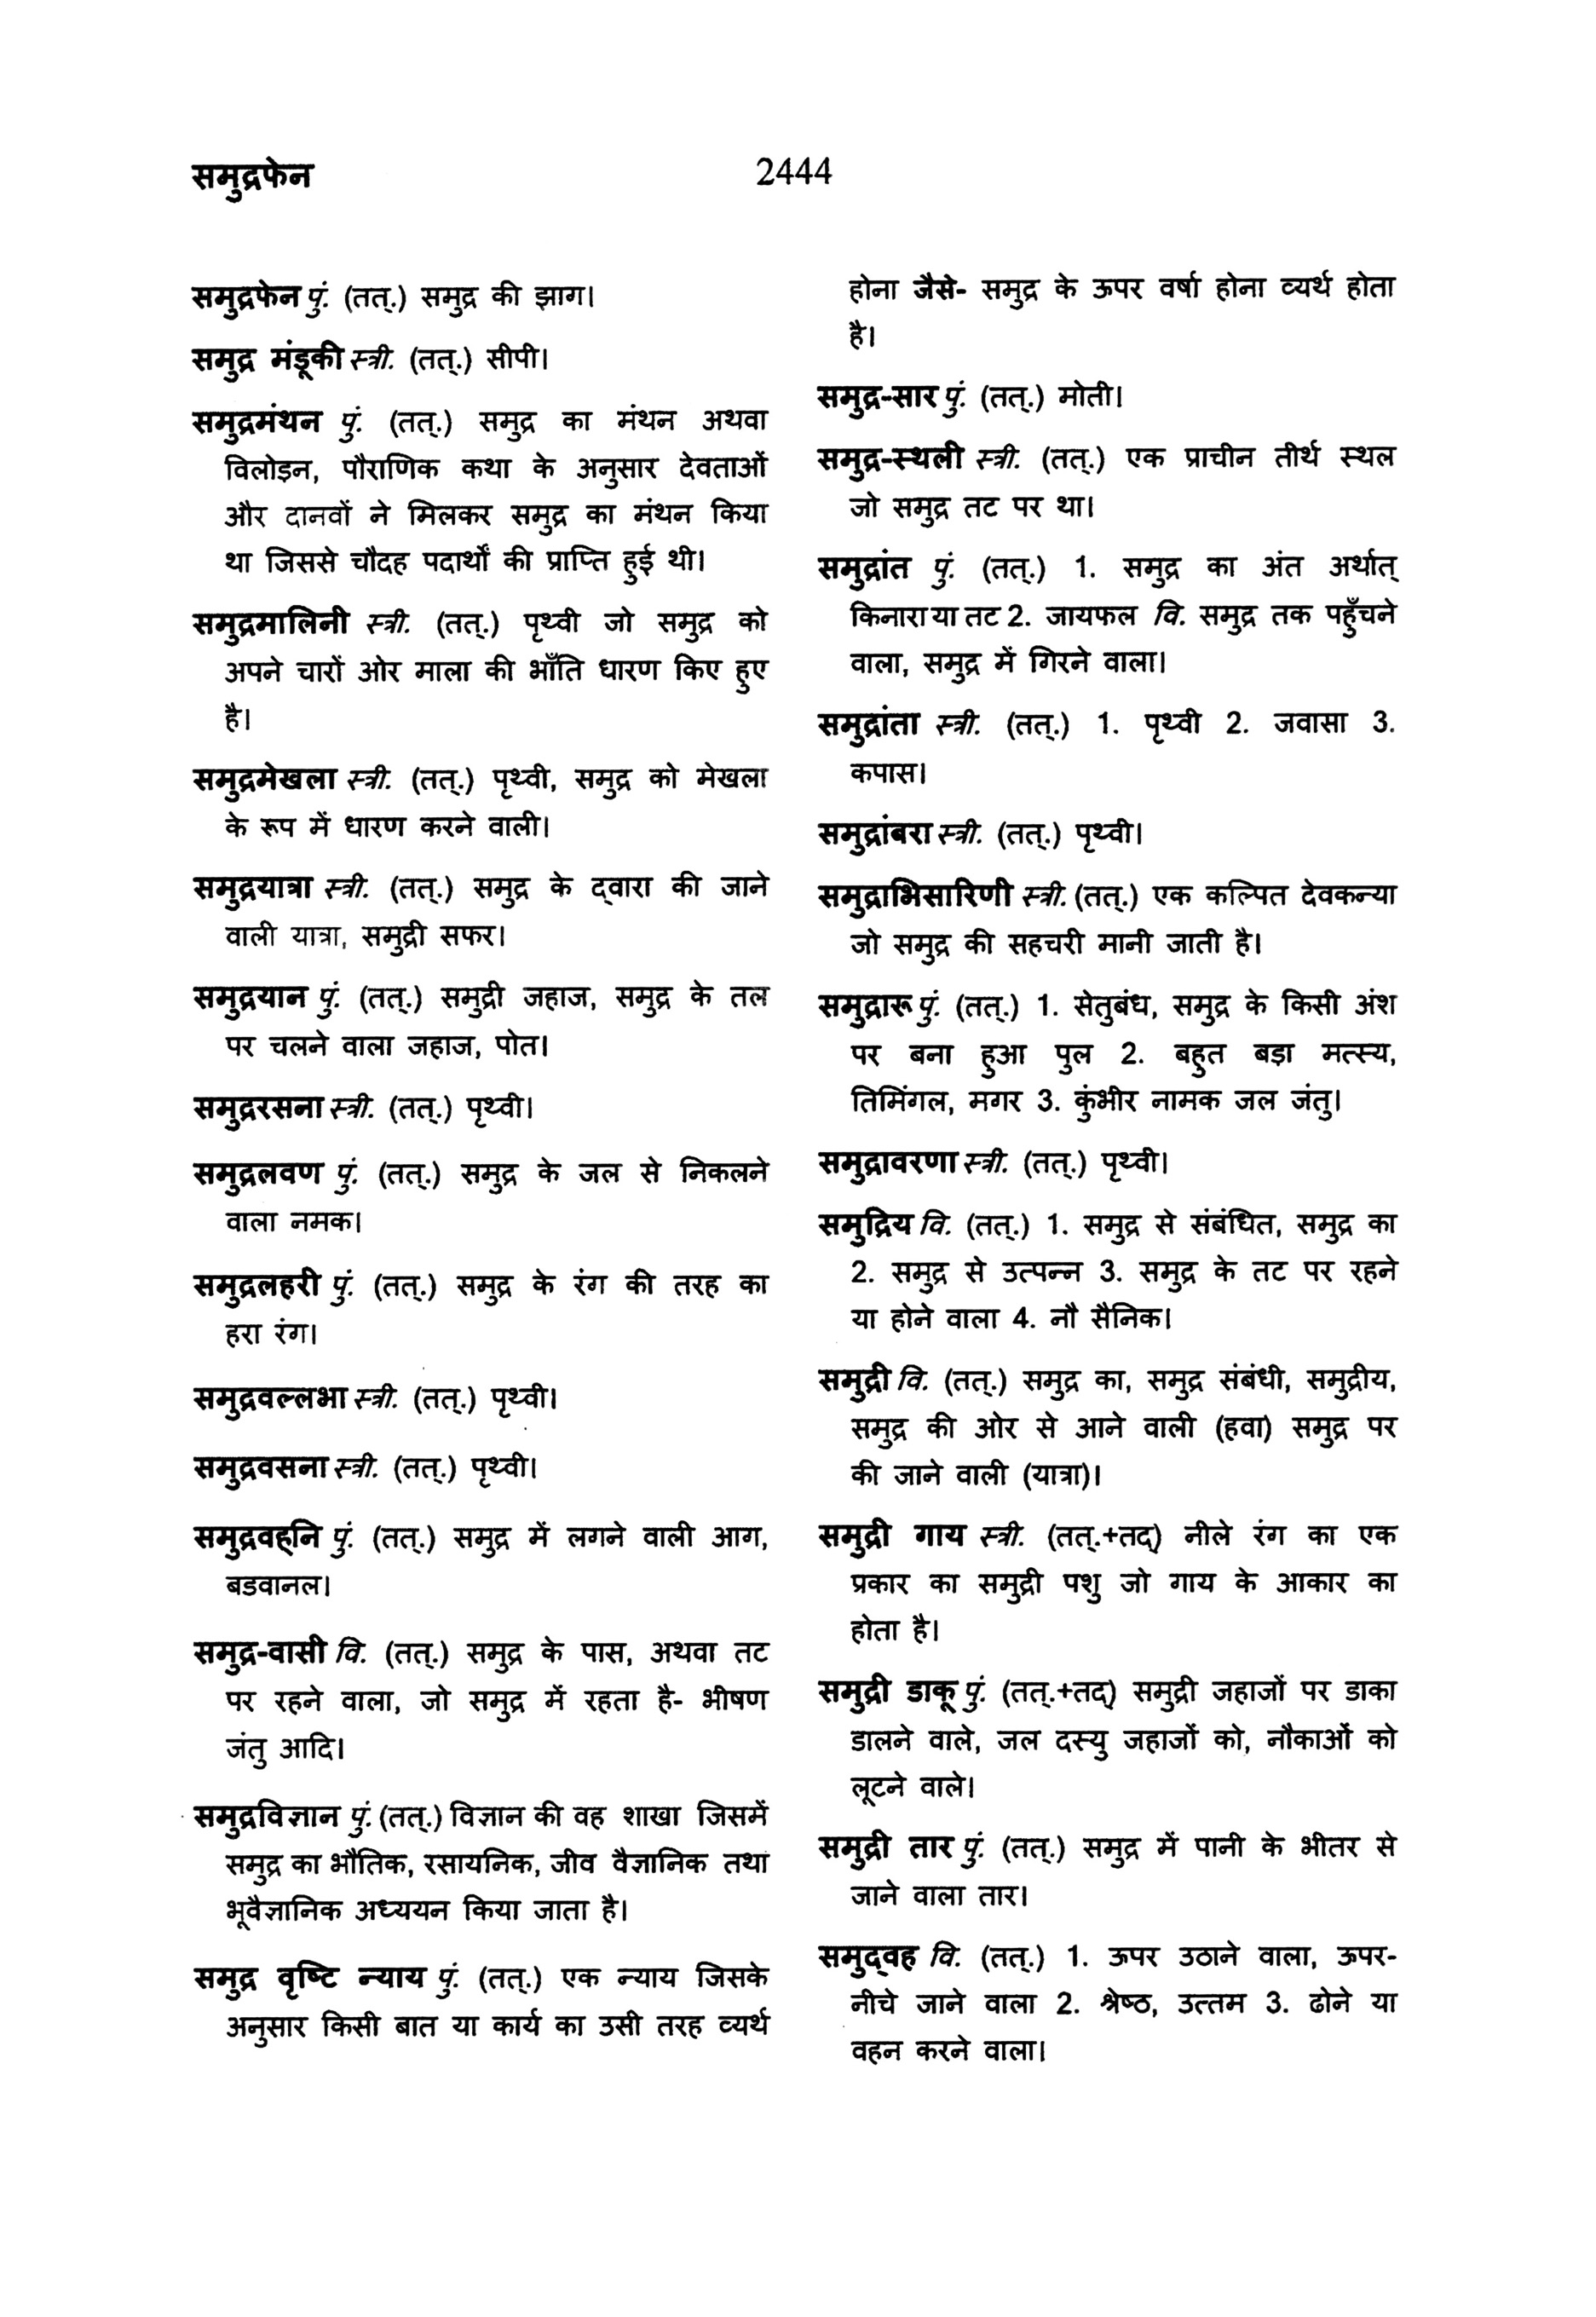 समुद्रफेन
2444
समुद्रफेन पुं. (तत्.) समुद्र की झाग।
समुद्र मंडूकी स्त्री. (तत्.) सीपी।
समुद्रमंथन पुं. (तत्.) समुद्र का मंथन अथवा
विलोड़न, पौराणिक कथा के अनुसार देवताओं
और दानवों ने मिलकर समुद्र का मंथन किया
था जिससे चौदह पदार्थों की प्राप्ति हुई थी।
समुद्रमालिनी स्त्री. (तत्.) पृथ्वी जो समुद्र को
अपने चारों ओर माला की भाँति धारण किए हुए
है।
समुद्रमेखला स्त्री. (तत्.) पृथ्वी, समुद्र को मेखला
के रूप में धारण करने वाली।
समुद्रयात्रा स्त्री. (तत्.) समुद्र के द्‌वारा की जाने
वाली यात्रा, समुद्री सफर।
समुद्रयान पुं. (तत्.) समुद्री जहाज, समुद्र के तल
पर चलने वाला जहाज, पोत।
समुद्ररसना स्त्री. (तत्.) पृथ्वी।
समुद्रलवण पुं. (तत्.) समुद्र के जल से निकलने
वाला नमक।
समुद्रलहरी पुं. (तत्.) समुद्र के रंग की तरह का
हरा रंग।
समुद्रवल्लभा स्त्री. (तत्.) पृथ्वी।
समुद्रवसना स्त्री. (तत्.) पृथ्वी।
समुद्रवह्‌नि पुं. (तत्.) समुद्र में लगने वाली आग,
बडवानल।
समुद्र-वासी वि. (तत्.) समुद्र के पास, अथवा तट
पर रहने वाला, जो समुद्र में रहता है- भीषण
जंतु आदि।
समुद्रविज्ञान पुं. (तत्.) विज्ञान की वह शाखा जिसमें
समुद्र का भौतिक, रसायनिक, जीव वैज्ञानिक तथा
भूवैज्ञानिक अध्ययन किया जाता है।
समुद्र वृष्टि न्याय पुं. (तत्.) एक न्याय जिसके
अनुसार किसी बात या कार्य का उसी तरह व्यर्थ
होना जैसे- समुद्र के ऊपर वर्षा होना व्यर्थ होता
है।
समुद्र-सार पुं. (तत्.) मोती।
समुद्र-स्थली स्त्री. (तत्.) एक प्राचीन तीर्थ स्थल
जो समुद्र तट पर था।
समुद्रांत पुं. (तत्.) 1. समुद्र का अंत अर्थात्
किनारा या तट 2. जायफल वि. समुद्र तक पहुँचने
वाला, समुद्र में गिरने वाला।
समुद्रांता स्त्री. (तत्.) 1. पृथ्वी 2. जवासा 3.
कपास।
समुद्रांबरा स्त्री. (तत्.) पृथ्वी।
समुद्राभिसारिणी स्त्री. (तत्.) एक कल्पित देवकन्या
जो समुद्र की सहचरी मानी जाती है।
समुद्रारू पुं. (तत्.) 1. सेतुबंध, समुद्र के किसी अंश
पर बना हुआ पुल 2. बहुत बड़ा मत्स्य,
तिमिंगल, मगर 3. कुंभीर नामक जल जंतु।
समुद्रावरणा स्त्री. (तत्.) पृथ्वी।
समुद्रिय वि. (तत्.) 1. समुद्र से संबंधित, समुद्र का
2. समुद्र से उत्पन्न 3. समुद्र के तट पर रहने
या होने वाला 4. नौ सैनिक।
समुद्री वि. (तत्.) समुद्र का, समुद्र संबंधी, समुद्रीय,
समुद्र की ओर से आने वाली (हवा) समुद्र पर
की जाने वाली (यात्रा)।
समुद्री गाय स्त्री. (तत्.+तद्) नीले रंग का एक
प्रकार का समुद्री पशु जो गाय के आकार का
होता है।
समुद्री डाकू पुं. (तत्.+तद्) समुद्री जहाजों पर डाका
डालने वाले, जल दस्यु जहाजों को, नौकाओं को
लूटने वाले।
समुद्री तार पुं. (तत्.) समुद्र में पानी के भीतर से
जाने वाला तार।
समुद्‌वह वि. (तत्.) 1. ऊपर उठाने वाला, ऊपर-
नीचे जाने वाला 2. श्रेष्ठ, उत्तम 3. ढोने या
वहन करने वाला।